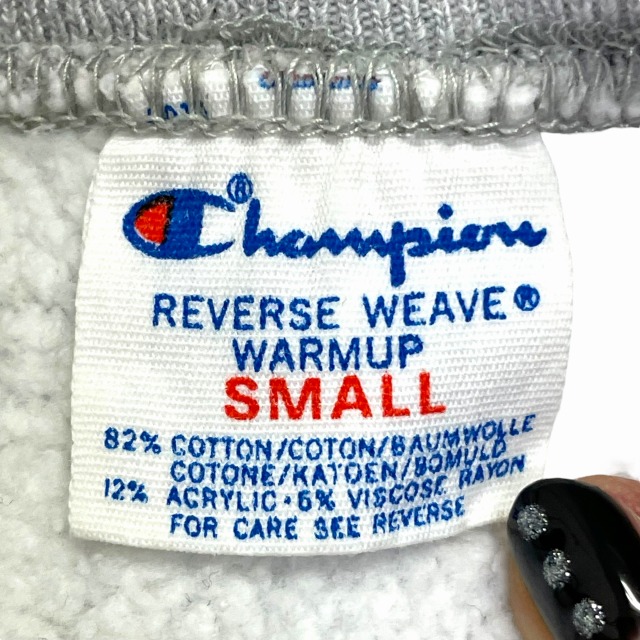 Champion®
REVERSE WEAVE®
WARMUP
SMALL
82% COTTON/COTON/BAUMWOLLE
COTONE/KATOEN/BOMULD
12% ACRYLIC·6% VISCOSE RAYON
FOR CARE SEE REVERSE